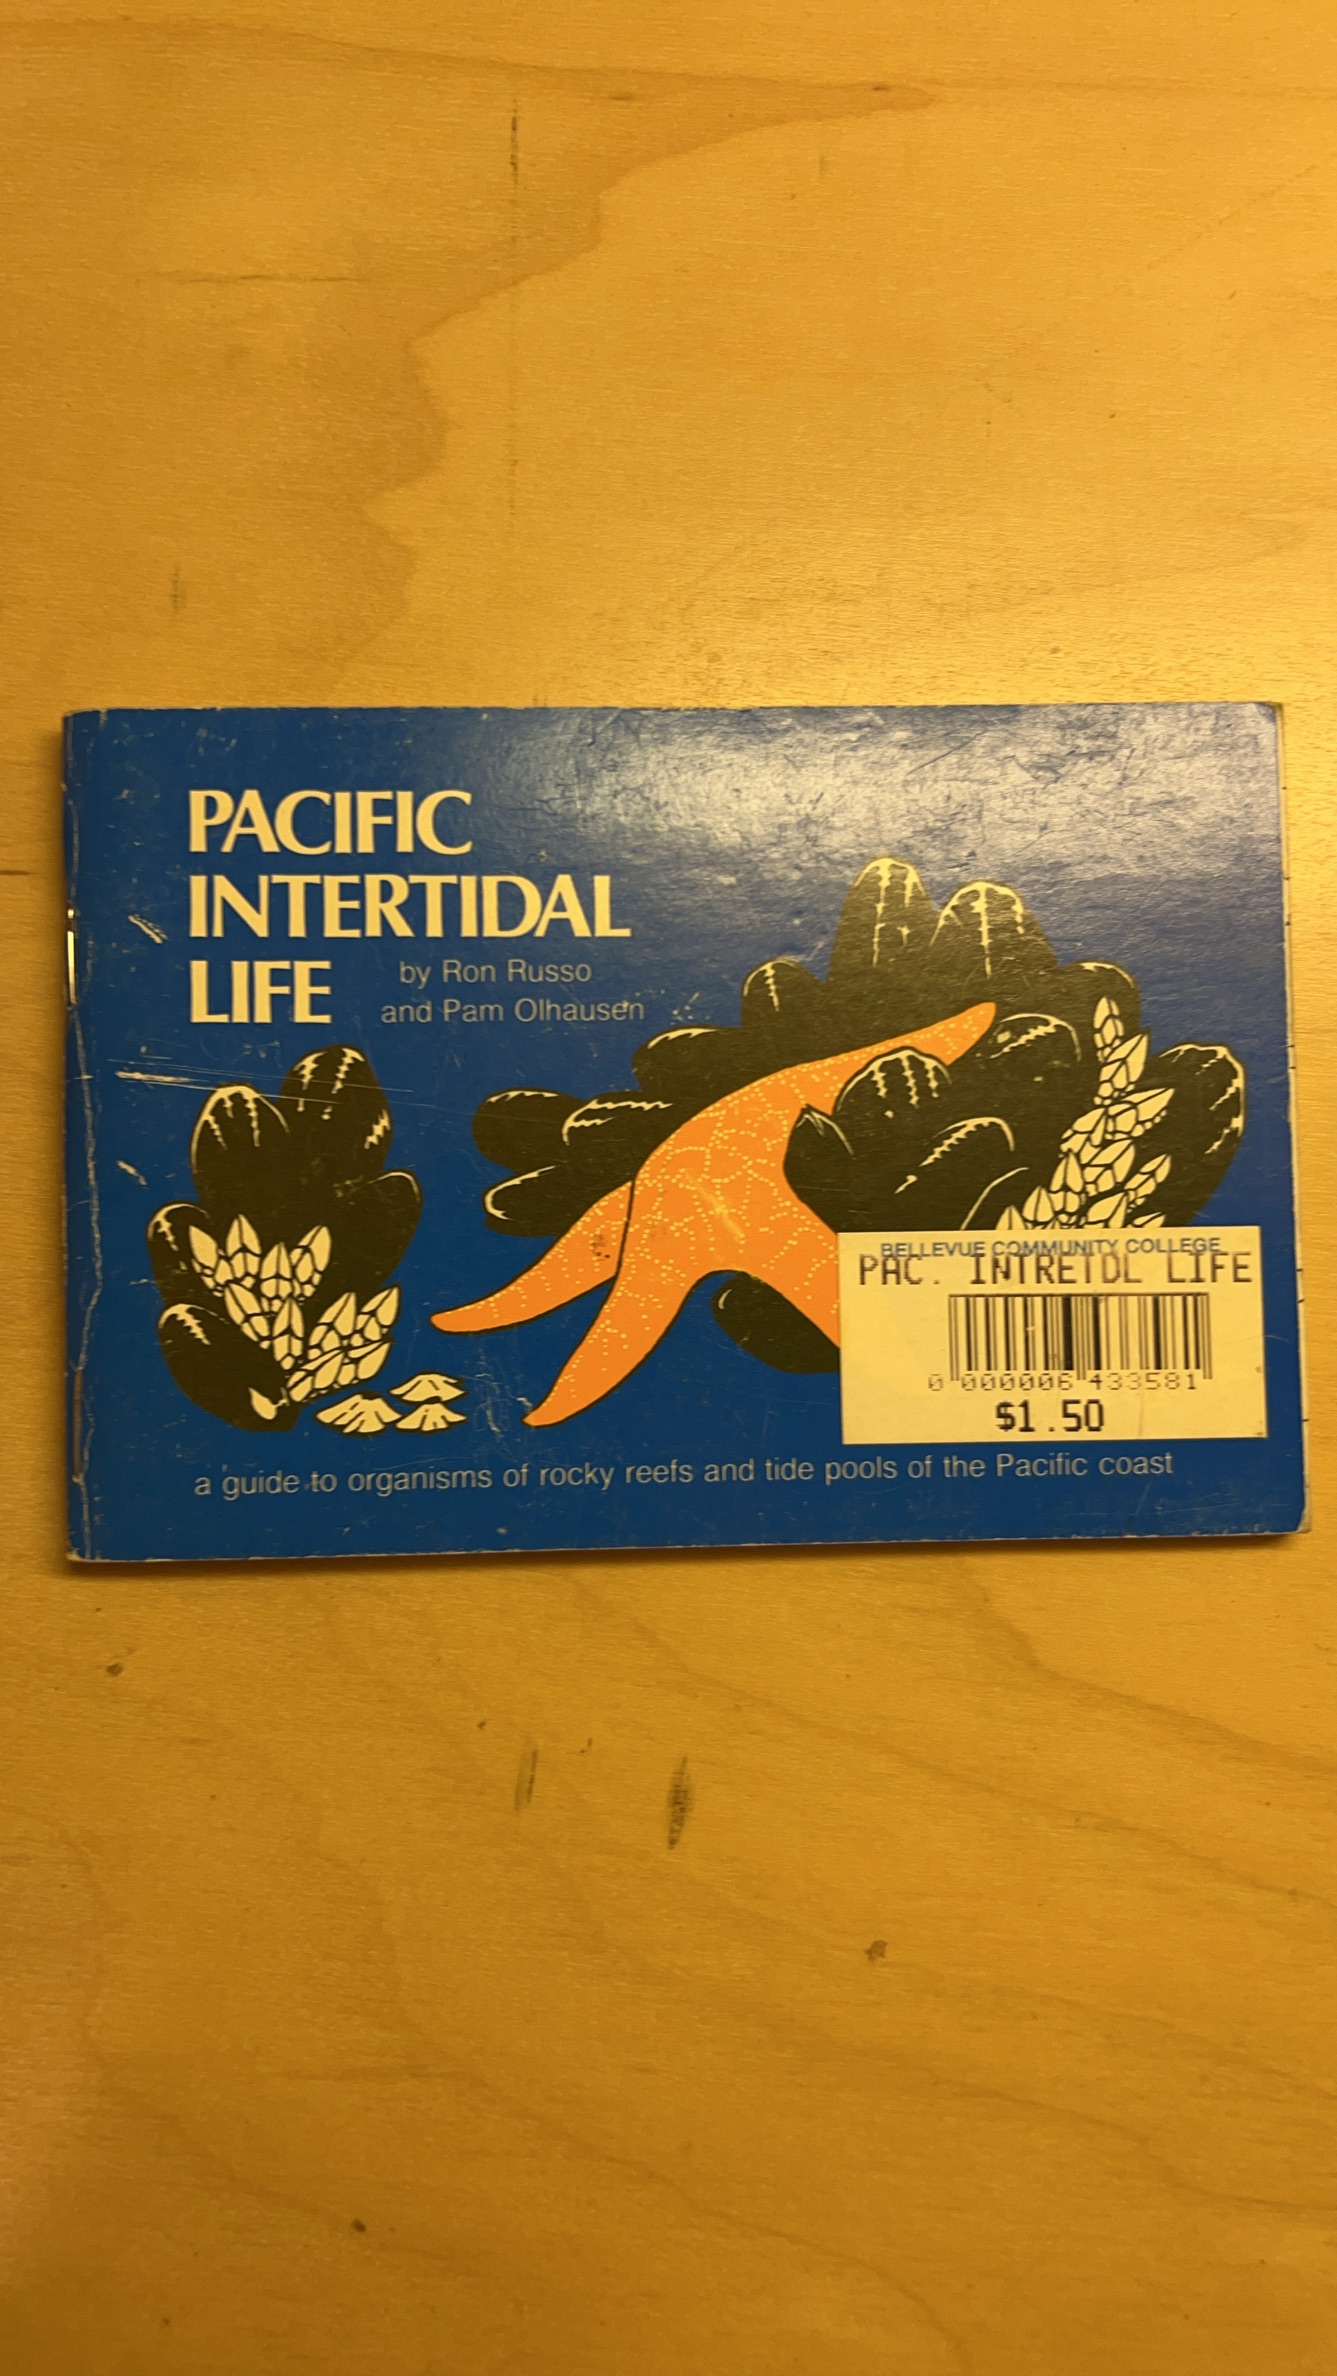 PACIFIC
INTERTIDAL
LIFE
by Ron Russo
and Pam Olhausen
BELLEVUE COMMUNITY COLLEGE
PAC. INTRETDL LIFE
0 000006 433581
$1.50
a guide to organisms of rocky reefs and tide pools of the Pacific coast